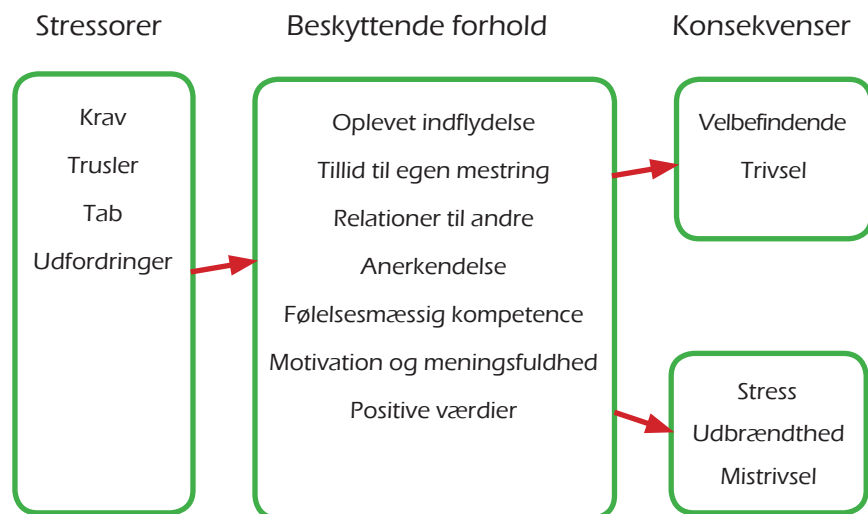 Stressorer
Krav
Trusler
Tab
Udfordringer
Beskyttende forhold
Oplevet indflydelse
Tillid til egen mestring
Relationer til andre
Anerkendelse
Følelsesmæssig kompetence
Motivation og meningsfuldhed
Positive værdier
Konsekvenser
Velbefindende
Trivsel
Stress
Udbrændthed
Mistrivsel